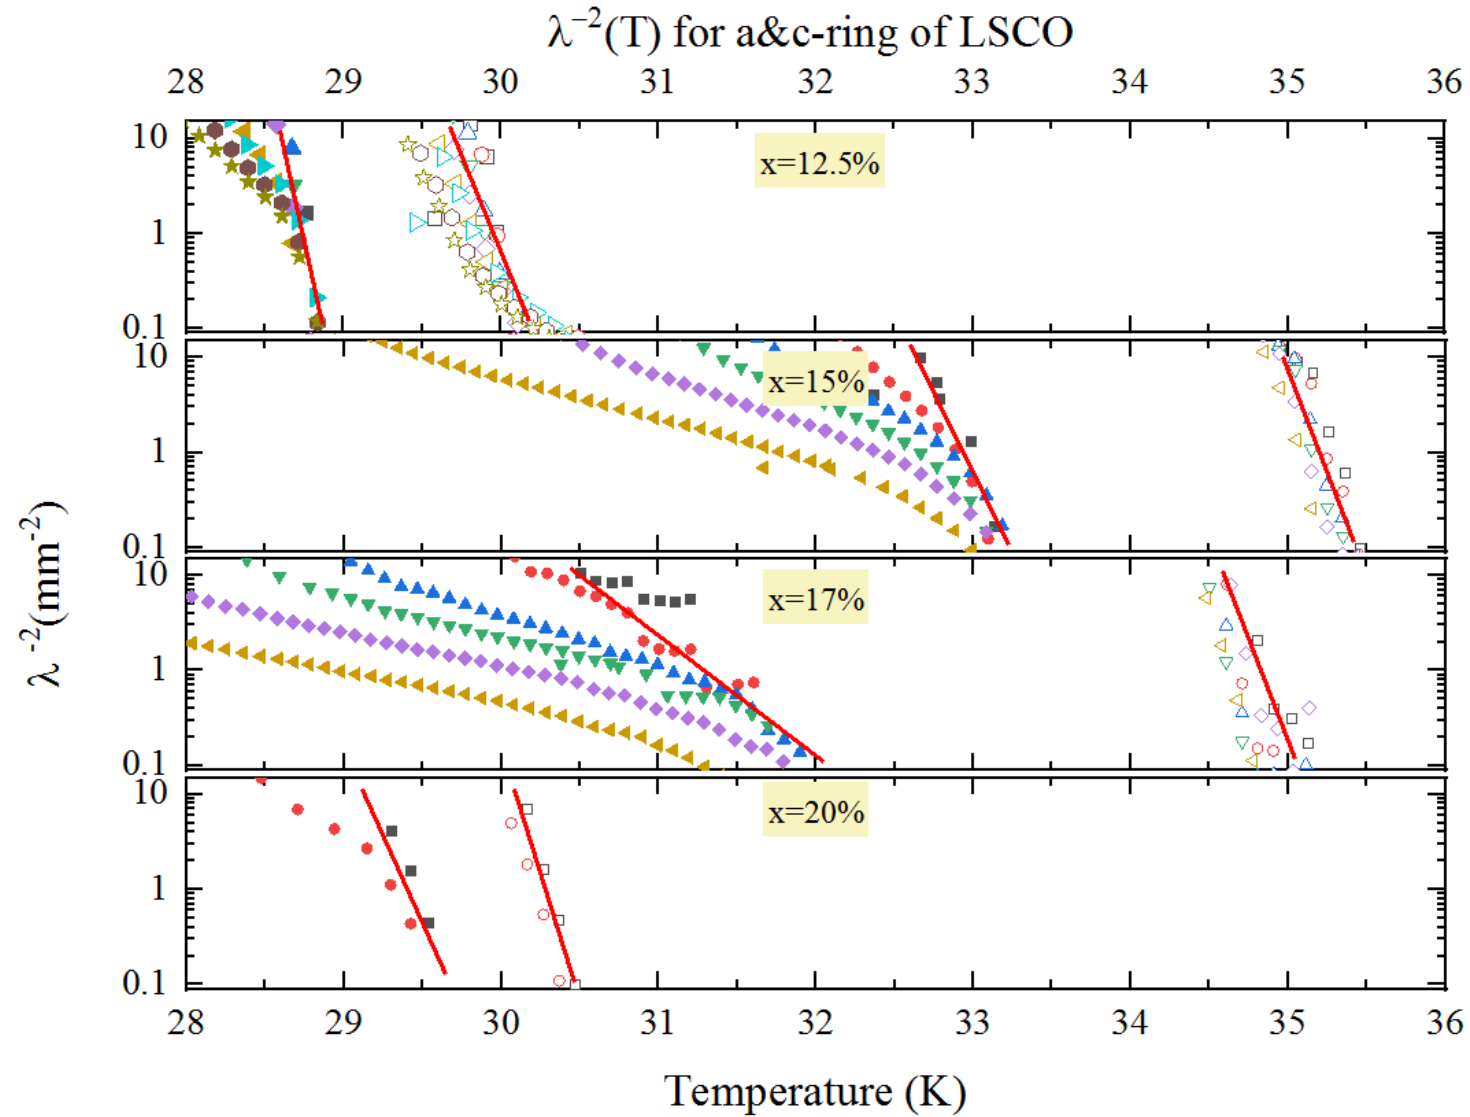 λ⁻²(T) for a&c-ring of LSCO
28 29 30 31 32 33 34 35 36
10
1
0.1
x=12.5%
10
1
0.1
x=15%
λ⁻²(mm⁻²)
10
1
0.1
x=17%
10
1
0.1
x=20%
28 29 30 31 32 33 34 35 36
Temperature (K)